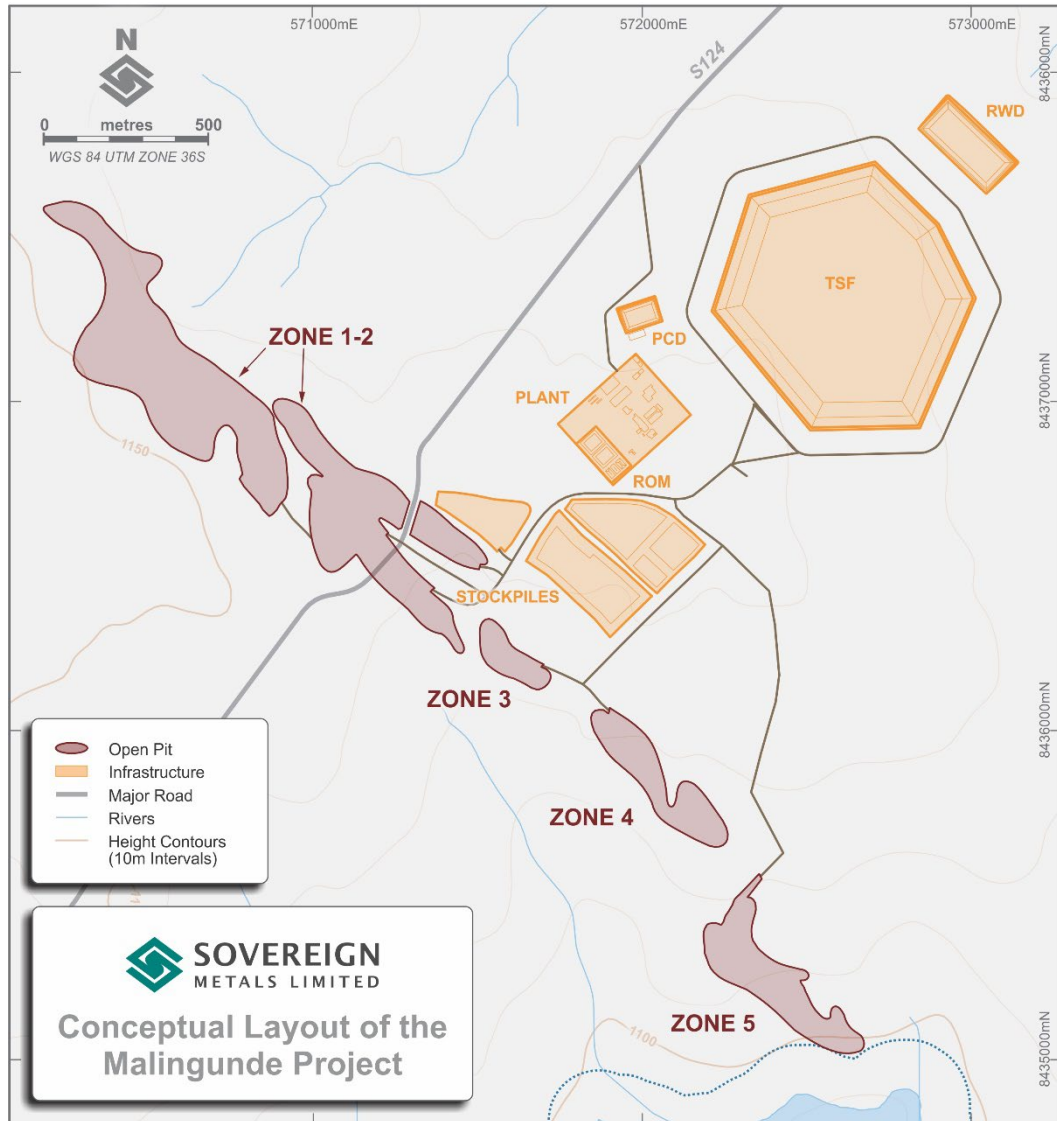 571000mE
572000mE
573000mE
N
0 metres 500
WGS 84 UTM ZONE 36S
S124
8436000mN
RWD
TSF
PCD
ZONE 1-2
PLANT
8437000mN
1150
ROM
STOCKPILES
ZONE 3
8436000mN
ZONE 4
Open Pit
Infrastructure
Major Road
Rivers
Height Contours
(10m Intervals)
ZONE 5
1100
8435000mN
SOVEREIGN
METALS LIMITED
Conceptual Layout of the
Malingunde Project